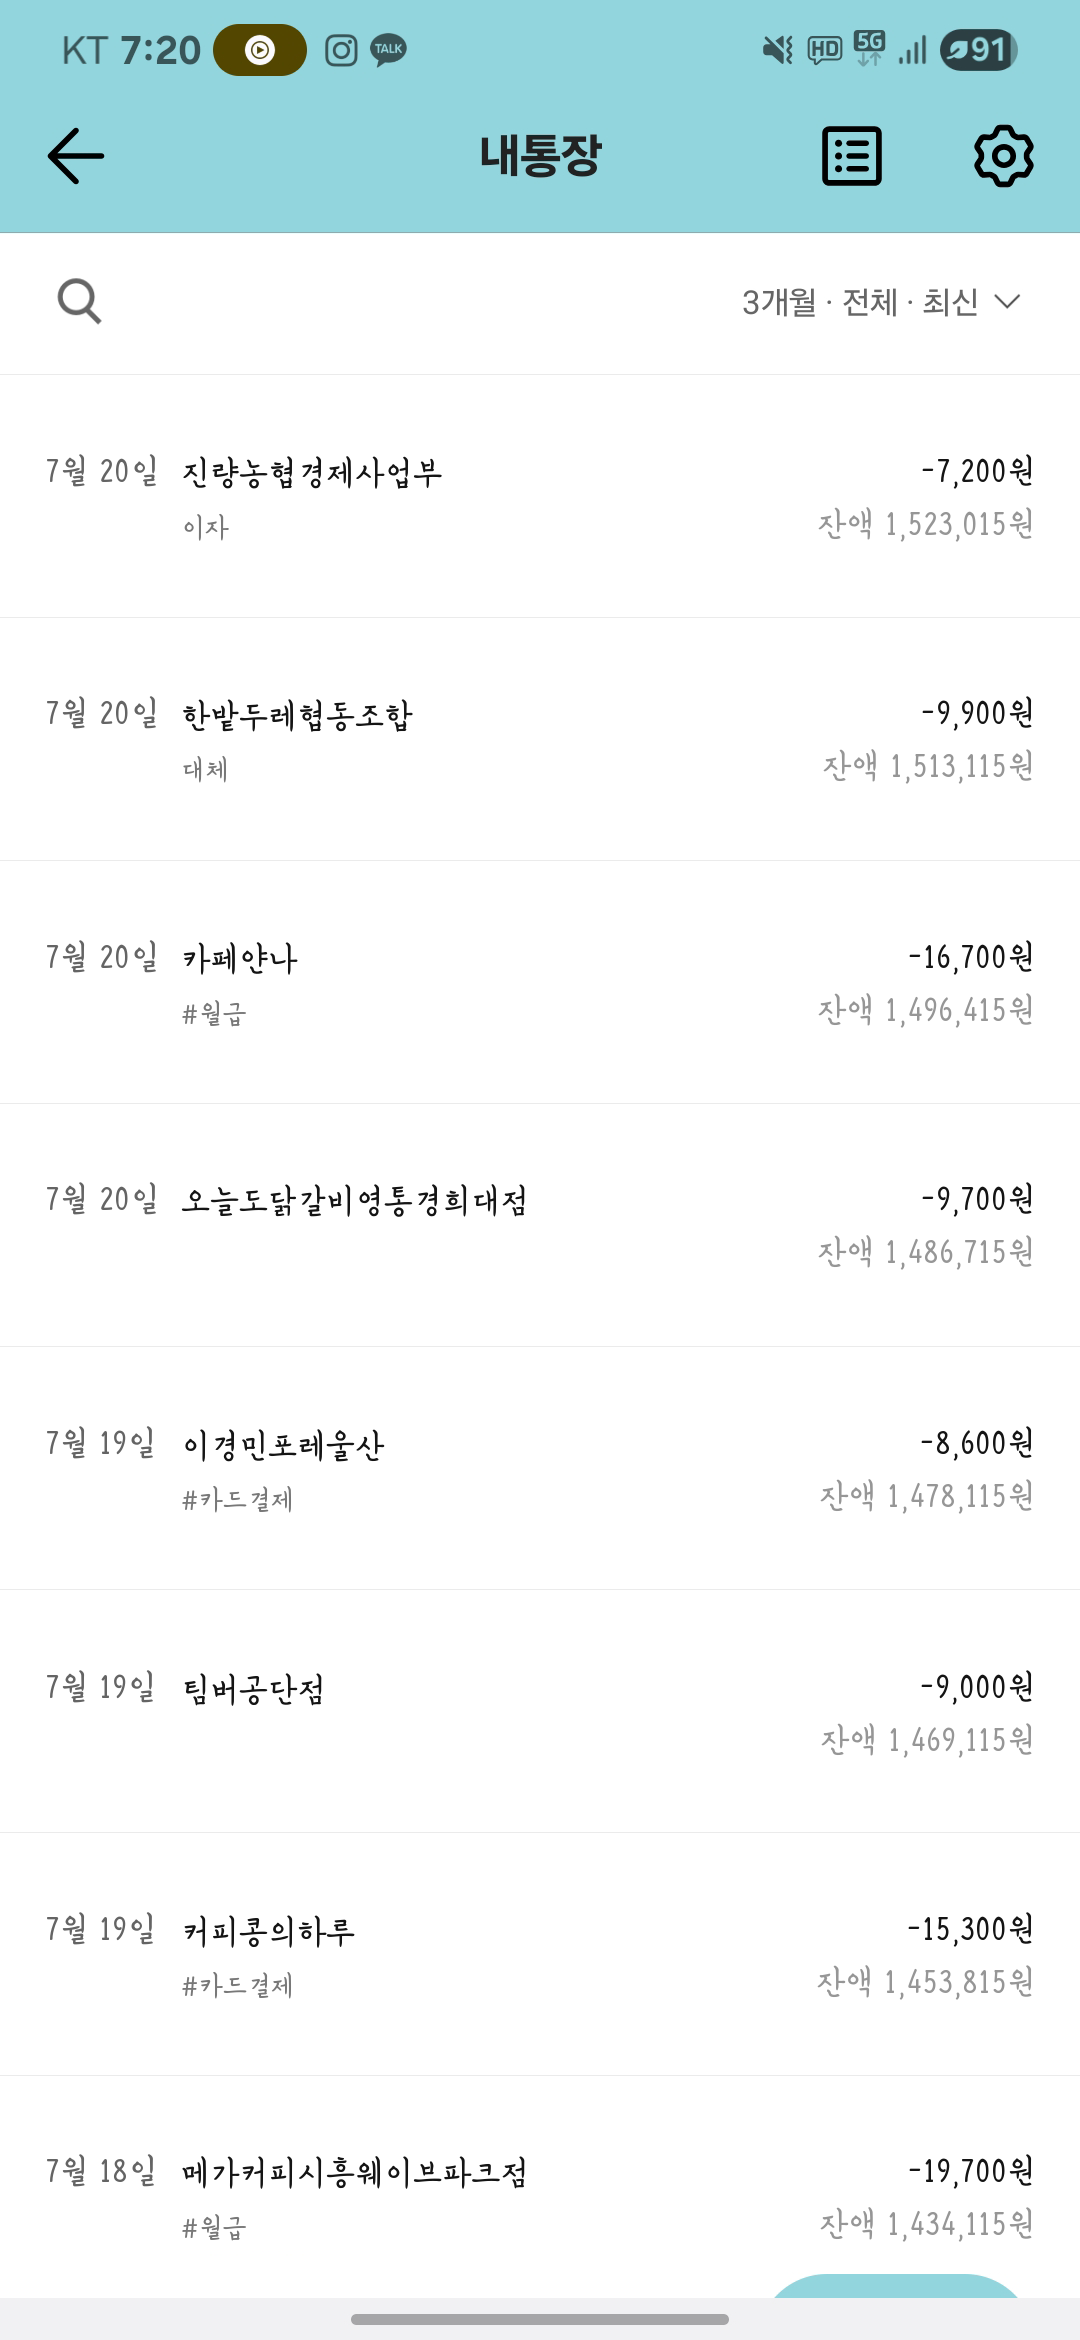 KT 7:20 TALK HD 5G 91
내통장
3개월 · 전체 · 최신
7월 20일 진량농협경제사업부 -7,200원
이자 잔액 1,523,015원
7월 20일 한밭두레협동조합 -9,900원
대체 잔액 1,513,115원
7월 20일 카페얀나 -16,700원
#월급 잔액 1,496,415원
7월 20일 오늘도닭갈비영통경희대점 -9,700원
잔액 1,486,715원
7월 19일 이경민포레울산 -8,600원
#카드결제 잔액 1,478,115원
7월 19일 팀버공단점 -9,000원
잔액 1,469,115원
7월 19일 커피콩의하루 -15,300원
#카드결제 잔액 1,453,815원
7월 18일 메가커피시흥웨이브파크점 -19,700원
#월급 잔액 1,434,115원